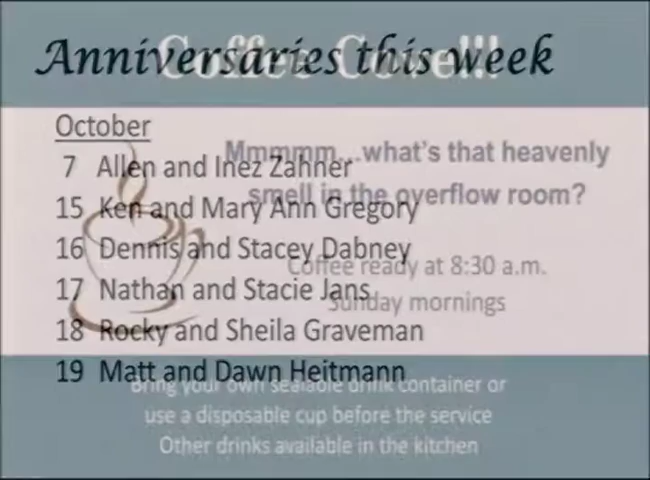 Anniversaries this week
Coffee Cove!!!
October
7 Allen and Inez Zahner
15 Ken and Mary Ann Gregory
16 Dennis and Stacey Dabney
17 Nathan and Stacie Jans
18 Rocky and Sheila Graveman
19 Matt and Dawn Heitmann
Mmmmm...what's that heavenly
smell in the overflow room?
Coffee ready at 8:30 a.m.
Sunday mornings
Bring your own sealable drink container or
use a disposable cup before the service
Other drinks available in the kitchen